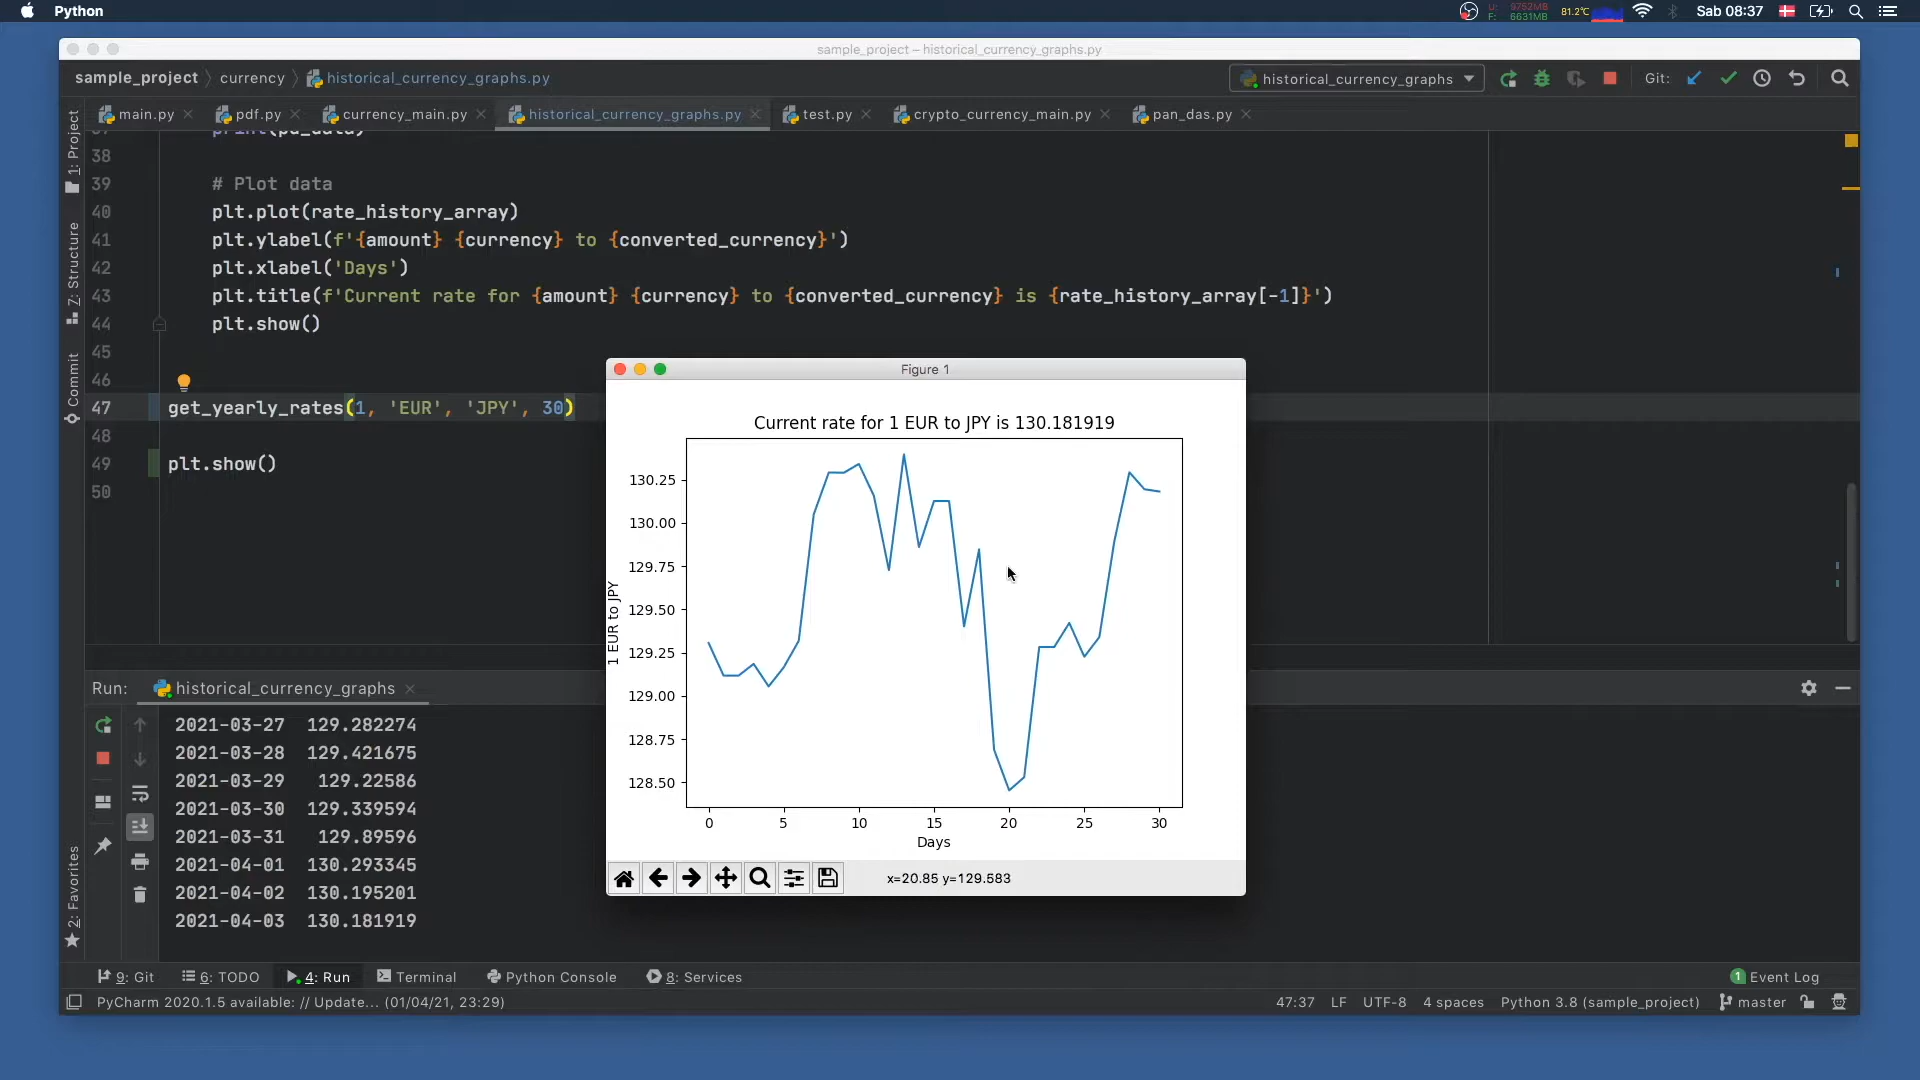 Python
U: 9752MB
F: 6631MB
81.2°C
Sab 08:37
sample_project – historical_currency_graphs.py
sample_project
currency
historical_currency_graphs.py
historical_currency_graphs
Git:
main.py
pdf.py
currency_main.py
historical_currency_graphs.py
test.py
crypto_currency_main.py
pan_das.py
1: Project
7: Structure
Commit
2: Favorites
print(pd_data)
38
39 # Plot data
40 plt.plot(rate_history_array)
41 plt.ylabel(f'{amount} {currency} to {converted_currency}')
42 plt.xlabel('Days')
43 plt.title(f'Current rate for {amount} {currency} to {converted_currency} is {rate_history_array[-1]}')
44 plt.show()
45
46
47 get_yearly_rates(1, 'EUR', 'JPY', 30)
48
49 plt.show()
50
Figure 1
Current rate for 1 EUR to JPY is 130.181919
1 EUR to JPY
130.25
130.00
129.75
129.50
129.25
129.00
128.75
128.50
0 5 10 15 20 25 30
Days
x=20.85 y=129.583
Run: historical_currency_graphs
2021-03-27 129.282274
2021-03-28 129.421675
2021-03-29 129.22586
2021-03-30 129.339594
2021-03-31 129.89596
2021-04-01 130.293345
2021-04-02 130.195201
2021-04-03 130.181919
9: Git
6: TODO
4: Run
Terminal
Python Console
8: Services
1 Event Log
PyCharm 2020.1.5 available: // Update... (01/04/21, 23:29)
47:37
LF
UTF-8
4 spaces
Python 3.8 (sample_project)
master